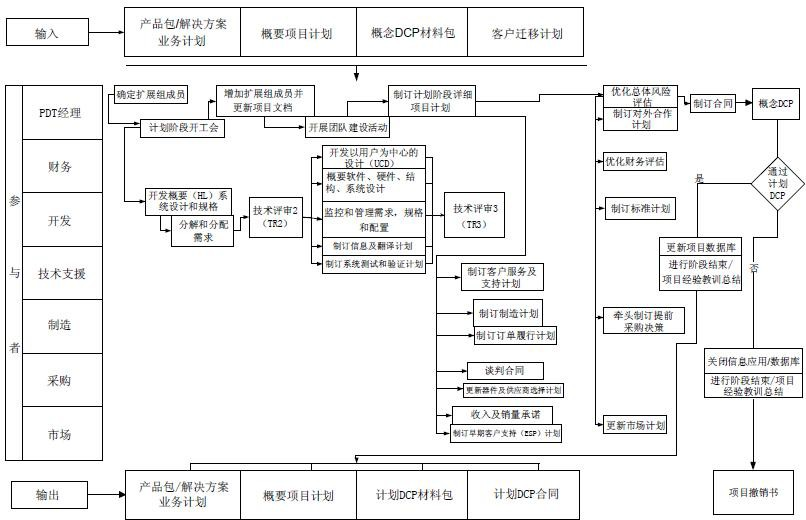 输入
产品包/解决方案
业务计划
概要项目计划
概念DCP材料包
客户迁移计划
参
与
者
PDT经理
财务
开发
技术支援
制造
采购
市场
确定扩展组成员
计划阶段开工会
增加扩展组成员并
更新项目文档
开展团队建设活动
制订计划阶段详细
项目计划
优化总体风险
评估
制订对外合作
计划
制订合同
概念DCP
通过
计划
DCP
是
否
优化财务评估
开发概要（HL）系
统设计和规格
分解和分配
需求
技术评审2
（TR2）
开发以用户为中心的
设计（UCD）
概要软件、硬件、结
构、系统设计
监控和管理需求，规格
和配置
制订信息及翻译计划
制订系统测试和验证计划
技术评审3
（TR3）
制订标准计划
更新项目数据库
进行阶段结束/
项目经验教训总结
制订客户服务及
支持计划
制订制造计划
制订订单履行计划
牵头制订提前
采购决策
谈判合同
更新器件及供应商选择计划
收入及销量承诺
制订早期客户支持（ESP）计划
更新市场计划
关闭信息应用/数据库
进行阶段结束/项目
经验教训总结
项目撤销书
输出
产品包/解决方案
业务计划
概要项目计划
计划DCP材料包
计划DCP合同